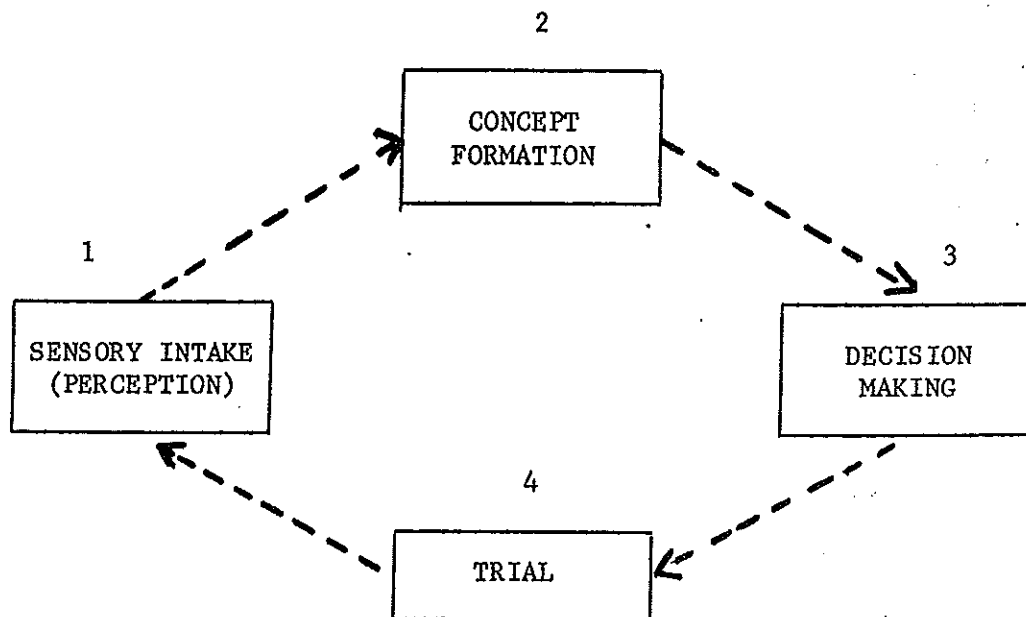 2
CONCEPT
FORMATION
1
3
SENSORY INTAKE
(PERCEPTION)
DECISION
MAKING
4
TRIAL